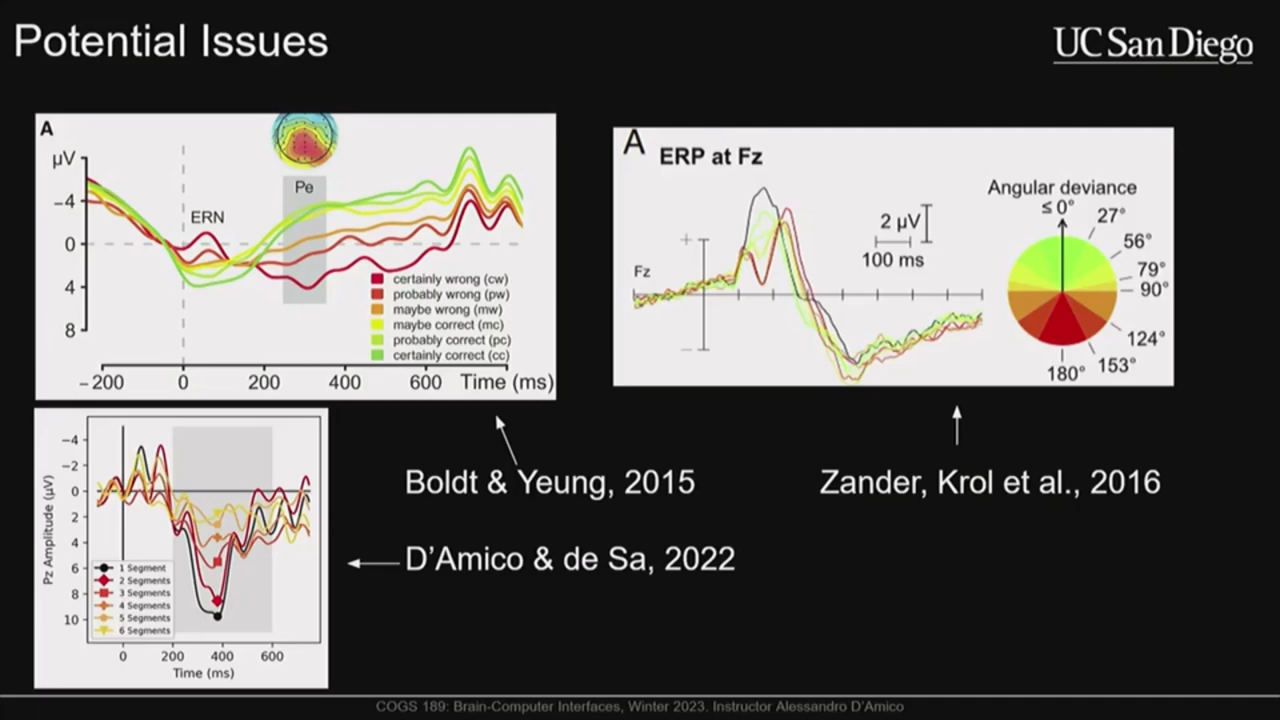 Potential Issues
UC San Diego
A
µV
−4
0
4
8
ERN
Pe
certainly wrong (cw)
probably wrong (pw)
maybe wrong (mw)
maybe correct (mc)
probably correct (pc)
certainly correct (cc)
−200 0 200 400 600 Time (ms)
A
ERP at Fz
Fz
+
−
2 µV
100 ms
Angular deviance
≤ 0°
27°
56°
79°
90°
124°
153°
180°
Pz Amplitude (µV)
−4
−2
0
2
4
6
8
10
1 Segment
2 Segments
3 Segments
4 Segments
5 Segments
6 Segments
0 200 400 600
Time (ms)
Boldt & Yeung, 2015
Zander, Krol et al., 2016
D’Amico & de Sa, 2022
COGS 189: Brain-Computer Interfaces, Winter 2023. Instructor Alessandro D’Amico